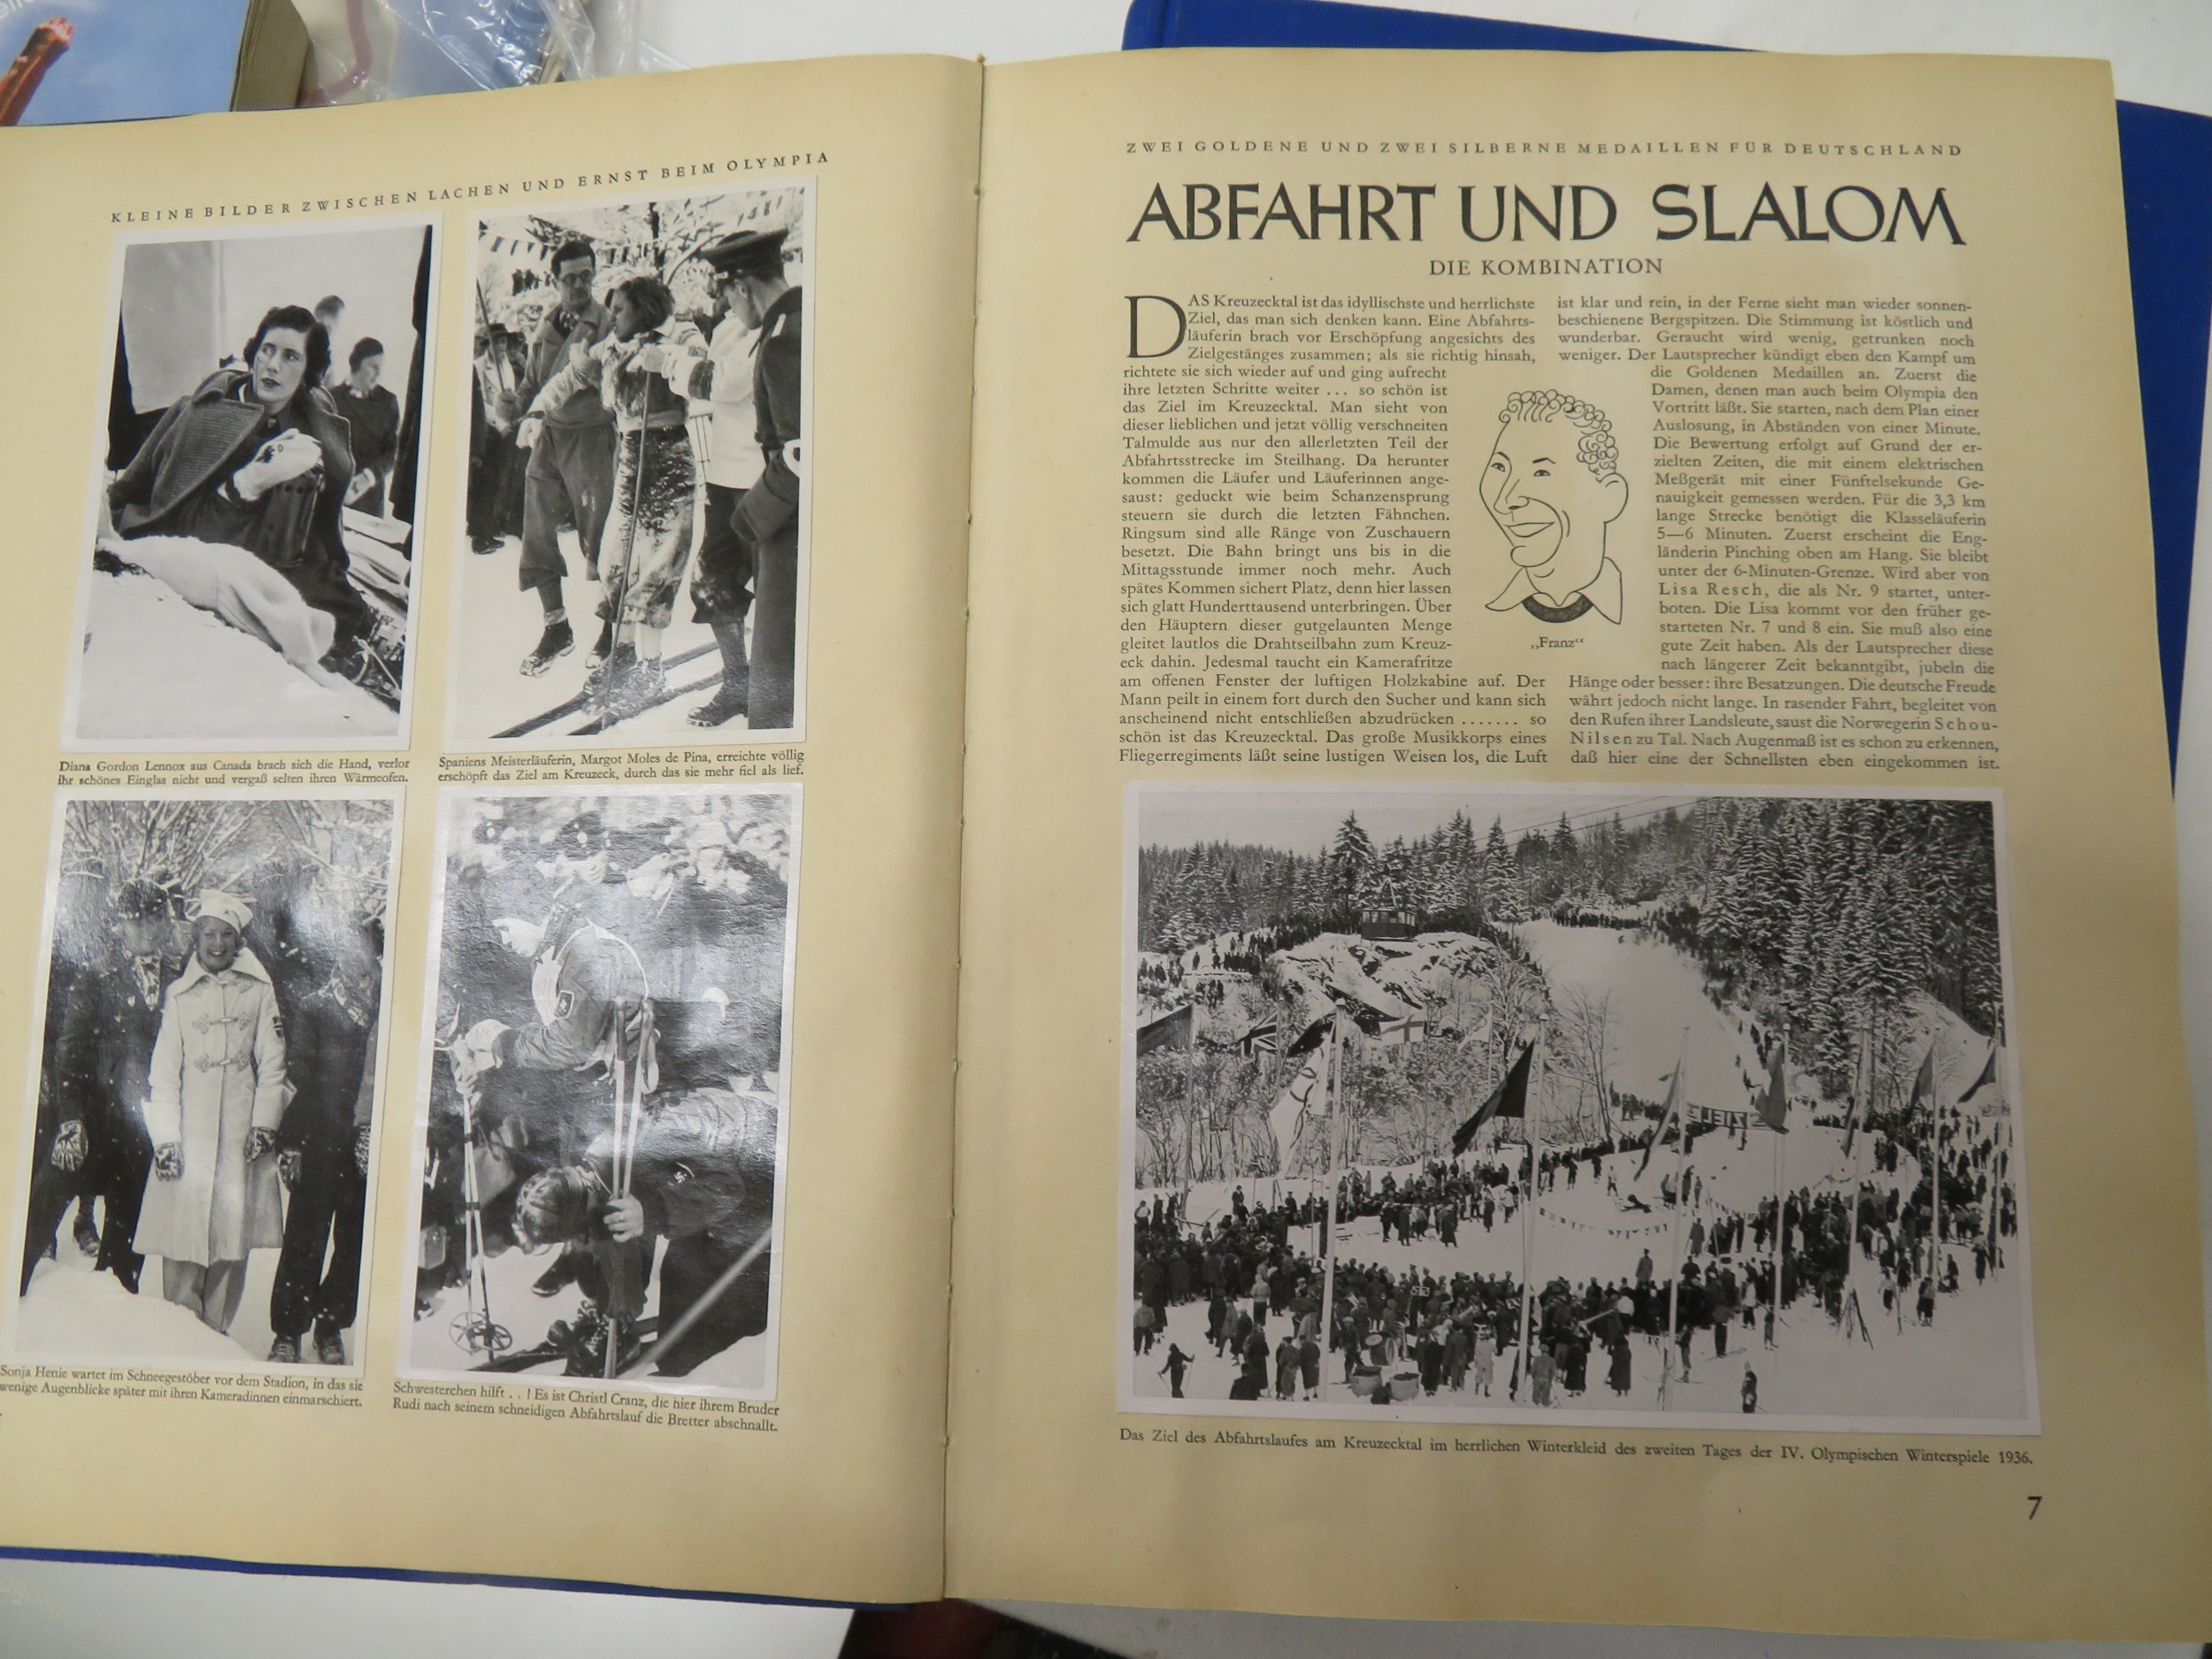 KLEINE BILDER ZWISCHEN LACHEN UND ERNST BEIM OLYMPIA
Diana Gordon Lennox aus Canada brach sich die Hand, verlor
ihr schönes Einglas nicht und vergaß selten ihren Wärmeofen.
Spaniens Meisterläuferin, Margot Moles de Pina, erreichte völlig
erschöpft das Ziel am Kreuzeck, durch das sie mehr fiel als lief.
Sonja Henie wartet im Schneegestöber vor dem Stadion, in das sie
wenige Augenblicke später mit ihren Kameradinnen einmarschiert.
Schwesterchen hilft . . ! Es ist Christl Cranz, die hier ihrem Bruder
Rudi nach seinem schneidigen Abfahrtslauf die Bretter abschnallt.
ZWEI GOLDENE UND ZWEI SILBERNE MEDAILLEN FÜR DEUTSCHLAND
ABFAHRT UND SLALOM
DIE KOMBINATION
DAS Kreuzecktal ist das idyllischste und herrlichste
Ziel, das man sich denken kann. Eine Abfahrts-
läuferin brach vor Erschöpfung angesichts des
Zielgestänges zusammen; als sie richtig hinsah,
richtete sie sich wieder auf und ging aufrecht
ihre letzten Schritte weiter ... so schön ist
das Ziel im Kreuzecktal. Man sieht von
dieser lieblichen und jetzt völlig verschneiten
Talmulde aus nur den allerletzten Teil der
Abfahrtsstrecke im Steilhang. Da herunter
kommen die Läufer und Läuferinnen ange-
saust: geduckt wie beim Schanzensprung
steuern sie durch die letzten Fähnchen.
Ringsum sind alle Ränge von Zuschauern
besetzt. Die Bahn bringt uns bis in die
Mittagsstunde immer noch mehr. Auch
spätes Kommen sichert Platz, denn hier lassen
sich glatt Hunderttausend unterbringen. Über
den Häuptern dieser gutgelaunten Menge
gleitet lautlos die Drahtseilbahn zum Kreuz-
eck dahin. Jedesmal taucht ein Kamerafritze
am offenen Fenster der luftigen Holzkabine auf. Der
Mann peilt in einem fort durch den Sucher und kann sich
anscheinend nicht entschließen abzudrücken ....... so
schön ist das Kreuzecktal. Das große Musikkorps eines
Fliegerregiments läßt seine lustigen Weisen los, die Luft
ist klar und rein, in der Ferne sieht man wieder sonnen-
beschienene Bergspitzen. Die Stimmung ist köstlich und
wunderbar. Geraucht wird wenig, getrunken noch
weniger. Der Lautsprecher kündigt eben den Kampf um
die Goldenen Medaillen an. Zuerst die
Damen, denen man auch beim Olympia den
Vortritt läßt. Sie starten, nach dem Plan einer
Auslosung, in Abständen von einer Minute.
Die Bewertung erfolgt auf Grund der er-
zielten Zeiten, die mit einem elektrischen
Meßgerät mit einer Fünftelsekunde Ge-
nauigkeit gemessen werden. Für die 3,3 km
lange Strecke benötigt die Klasseläuferin
5—6 Minuten. Zuerst erscheint die Eng-
länderin Pinching oben am Hang. Sie bleibt
unter der 6-Minuten-Grenze. Wird aber von
Lisa Resch, die als Nr. 9 startet, unter-
boten. Die Lisa kommt vor den früher ge-
starteten Nr. 7 und 8 ein. Sie muß also eine
gute Zeit haben. Als der Lautsprecher diese
nach längerer Zeit bekanntgibt, jubeln die
Hänge oder besser: ihre Besatzungen. Die deutsche Freude
währt jedoch nicht lange. In rasender Fahrt, begleitet von
den Rufen ihrer Landsleute, saust die Norwegerin Schou-
Nilsen zu Tal. Nach Augenmaß ist es schon zu erkennen,
daß hier eine der Schnellsten eben eingekommen ist.
„Franz“
ZIEL
Das Ziel des Abfahrtslaufes am Kreuzecktal im herrlichen Winterkleid des zweiten Tages der IV. Olympischen Winterspiele 1936.
7